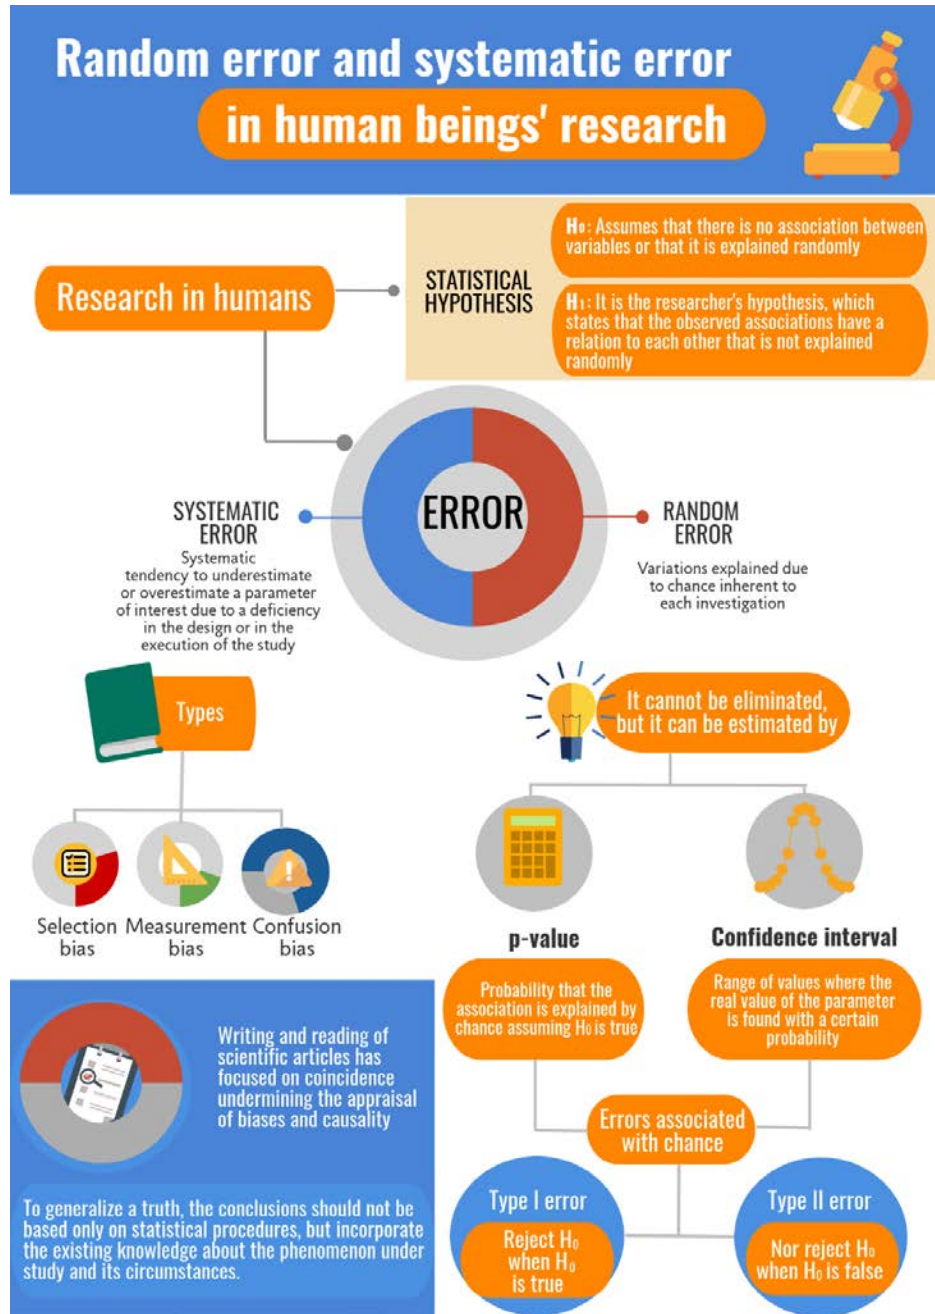 Random error and systematic error
in human beings' research
Research in humans
STATISTICAL
HYPOTHESIS
H0: Assumes that there is no association between
variables or that it is explained randomly
H1: It is the researcher's hypothesis, which
states that the observed associations have a
relation to each other that is not explained
randomly
ERROR
SYSTEMATIC
ERROR
Systematic
tendency to underestimate
or overestimate a parameter
of interest due to a deficiency
in the design or in the
execution of the study
RANDOM
ERROR
Variations explained due
to chance inherent to
each investigation
Types
Selection
bias
Measurement
bias
Confusion
bias
It cannot be eliminated,
but it can be estimated by
p-value
Probability that the
association is explained by
chance assuming H0 is true
Confidence interval
Range of values where the
real value of the parameter
is found with a certain
probability
Errors associated
with chance
Type I error
Reject H0
when H0
is true
Type II error
Nor reject H0
when H0 is false
Writing and reading of
scientific articles has
focused on coincidence
undermining the appraisal
of biases and causality
To generalize a truth, the conclusions should not be
based only on statistical procedures, but incorporate
the existing knowledge about the phenomenon under
study and its circumstances.